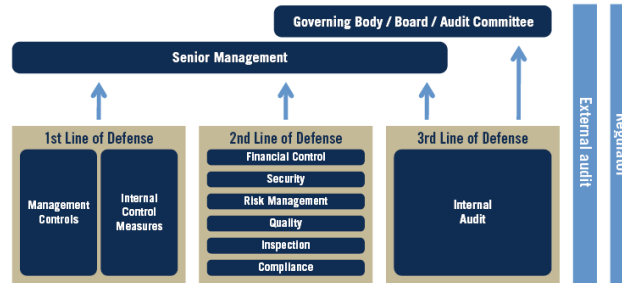 Governing Body / Board / Audit Committee
Senior Management
1st Line of Defense
Management
Controls
Internal
Control
Measures
2nd Line of Defense
Financial Control
Security
Risk Management
Quality
Inspection
Compliance
3rd Line of Defense
Internal
Audit
External audit
Regulator